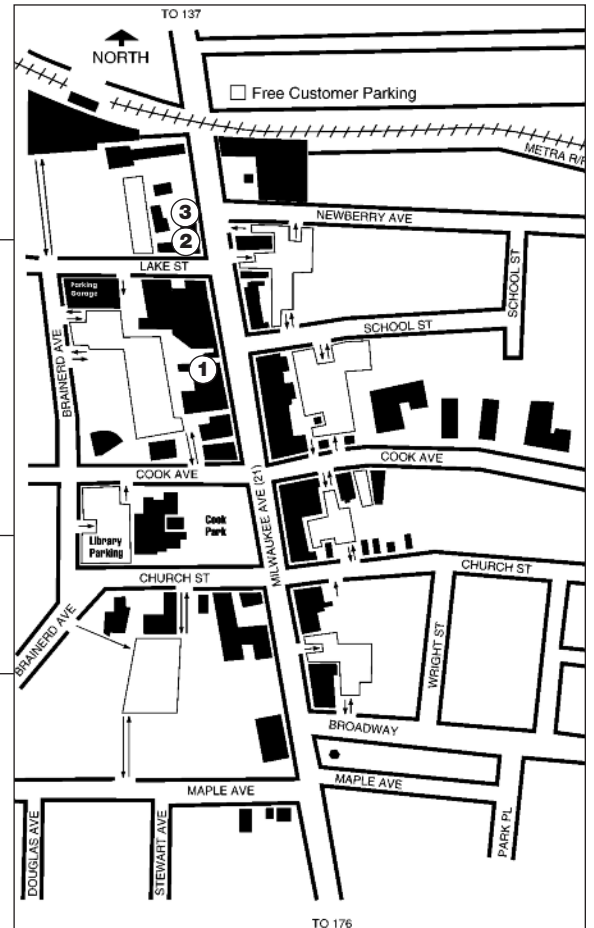 TO 137
NORTH
Free Customer Parking
METRA R/R
3
NEWBERRY AVE
2
LAKE ST
SCHOOL ST
Parking
Garage
SCHOOL ST
BRAINERD AVE
1
COOK AVE
COOK AVE
MILWAUKEE AVE (21)
Cook
Park
Library
Parking
CHURCH ST
CHURCH ST
BRAINERD AVE
WRIGHT ST
BROADWAY
MAPLE AVE
MAPLE AVE
DOUGLAS AVE
STEWART AVE
PARK PL
TO 176